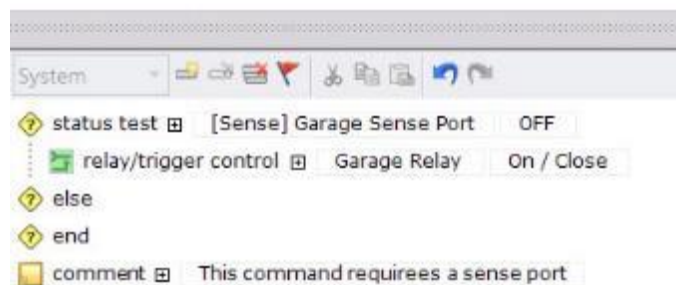 System
status test [Sense] Garage Sense Port OFF
relay/trigger control Garage Relay On / Close
else
end
comment This command requirees a sense port